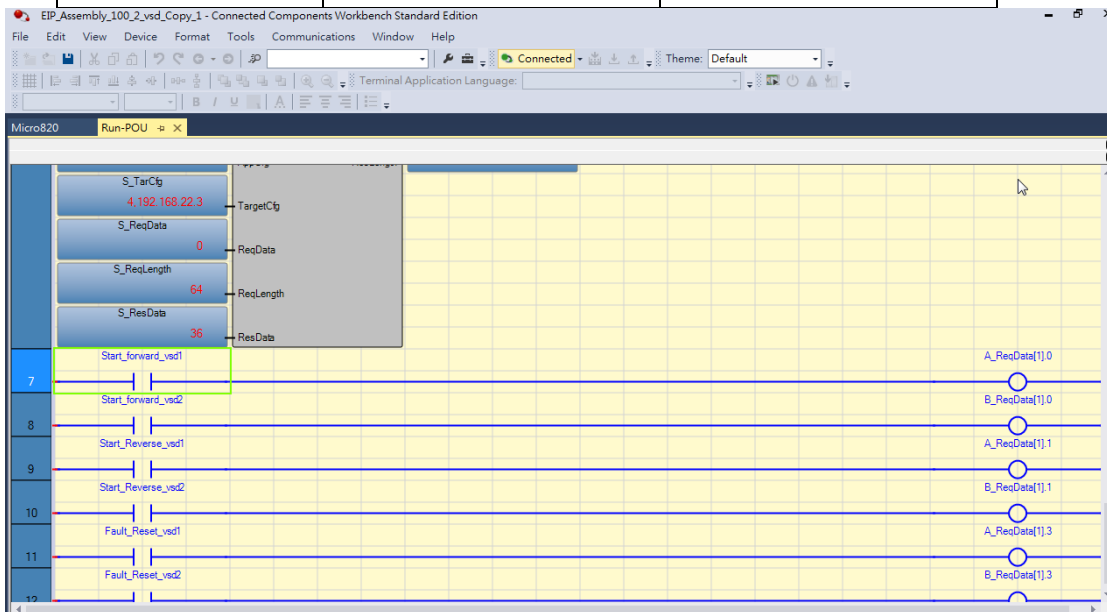 EIP_Assembly_100_2_vsd_Copy_1 - Connected Components Workbench Standard Edition
File Edit View Device Format Tools Communications Window Help
Connected Theme: Default
Terminal Application Language:
B I U A
Micro820 Run-POU
S_TarCfg
4,192.168.22.3 TargetCfg
S_ReqData
0 ReqData
S_ReqLength
64 ReqLength
S_ResData
36 ResData
Start_forward_vsd1 A_ReqData[1].0
7
Start_forward_vsd2 B_ReqData[1].0
8
Start_Reverse_vsd1 A_ReqData[1].1
9
Start_Reverse_vsd2 B_ReqData[1].1
10
Fault_Reset_vsd1 A_ReqData[1].3
11
Fault_Reset_vsd2 B_ReqData[1].3
12